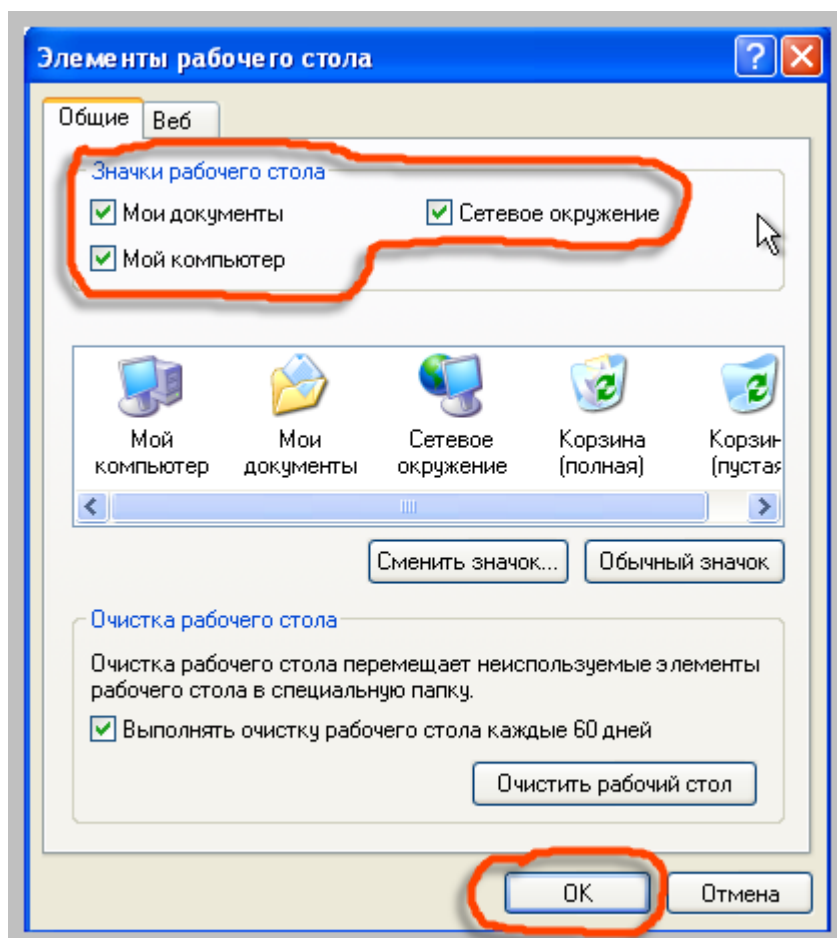 Элементы рабочего стола
Общие Веб
Значки рабочего стола
Мои документы Сетевое окружение
Мой компьютер
Мой Мои Сетевое Корзина Корзин
компьютер документы окружение (полная) (пустая
Сменить значок... Обычный значок
Очистка рабочего стола
Очистка рабочего стола перемещает неиспользуемые элементы
рабочего стола в специальную папку.
Выполнять очистку рабочего стола каждые 60 дней
Очистить рабочий стол
ОК Отмена